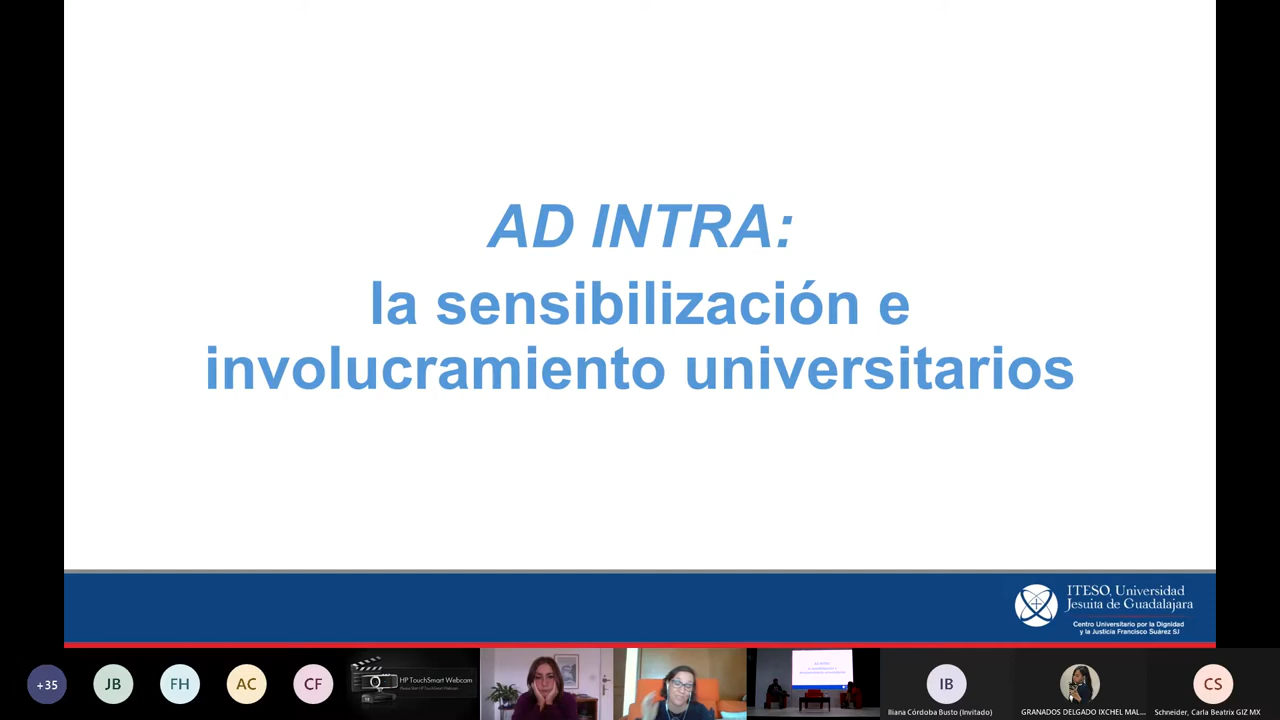 AD INTRA:
la sensibilización e
involucramiento universitarios
ITESO, Universidad
Jesuita de Guadalajara
Centro Universitario por la Dignidad
y la Justicia Francisco Suárez SJ
+35
JB
FH
AC
CF
HP TouchSmart Webcam
IB
CS
Iliana Córdoba Busto (Invitado)
GRANADOS DELGADO IXCHEL MAL...
Schneider, Carla Beatrix GIZ MX